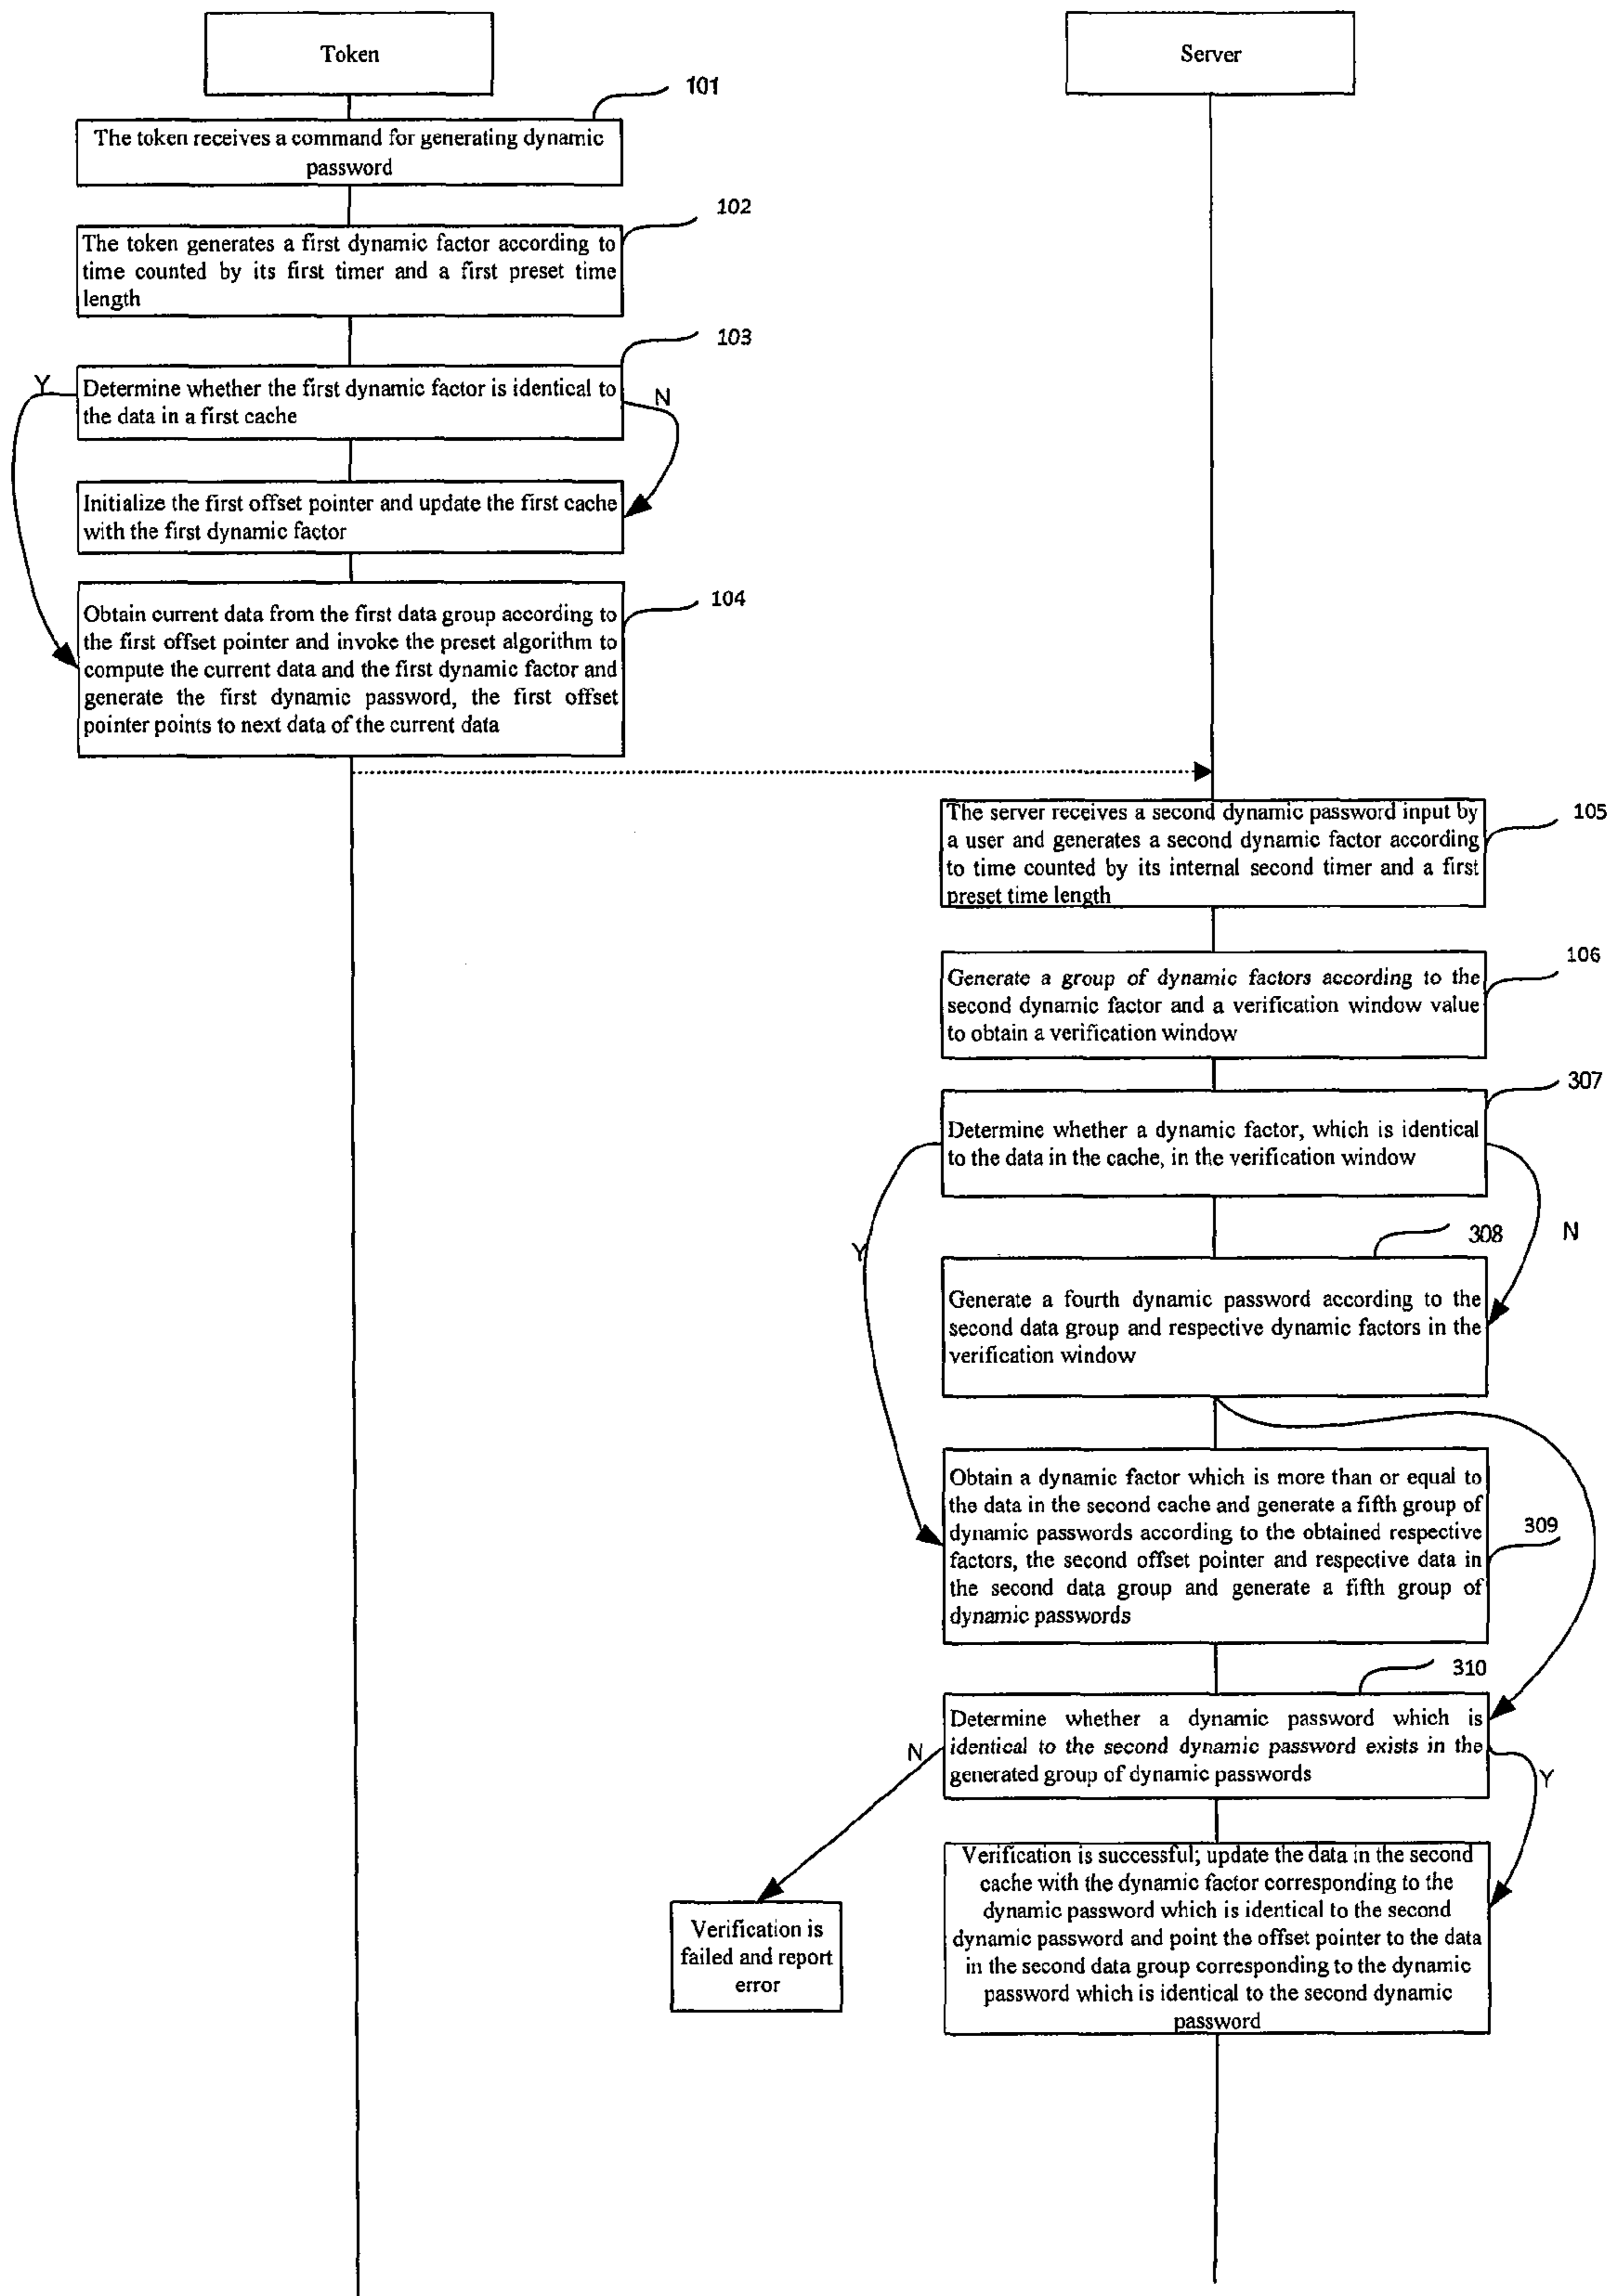 Token
Server
101
The token receives a command for generating dynamic
password
102
The token generates a first dynamic factor according to
time counted by its first timer and a first preset time
length
103
Y
Determine whether the first dynamic factor is identical to
the data in a first cache
N
Initialize the first offset pointer and update the first cache
with the first dynamic factor
104
Obtain current data from the first data group according to
the first offset pointer and invoke the preset algorithm to
compute the current data and the first dynamic factor and
generate the first dynamic password, the first offset
pointer points to next data of the current data
105
The server receives a second dynamic password input by
a user and generates a second dynamic factor according
to time counted by its internal second timer and a first
preset time length
106
Generate a group of dynamic factors according to the
second dynamic factor and a verification window value
to obtain a verification window
307
Determine whether a dynamic factor, which is identical
to the data in the cache, in the verification window
Y
N
308
Generate a fourth dynamic password according to the
second data group and respective dynamic factors in the
verification window
309
Obtain a dynamic factor which is more than or equal to
the data in the second cache and generate a fifth group of
dynamic passwords according to the obtained respective
factors, the second offset pointer and respective data in
the second data group and generate a fifth group of
dynamic passwords
310
Determine whether a dynamic password which is
identical to the second dynamic password exists in the
generated group of dynamic passwords
N
Y
Verification is
failed and report
error
Verification is successful; update the data in the second
cache with the dynamic factor corresponding to the
dynamic password which is identical to the second
dynamic password and point the offset pointer to the data
in the second data group corresponding to the dynamic
password which is identical to the second dynamic
password